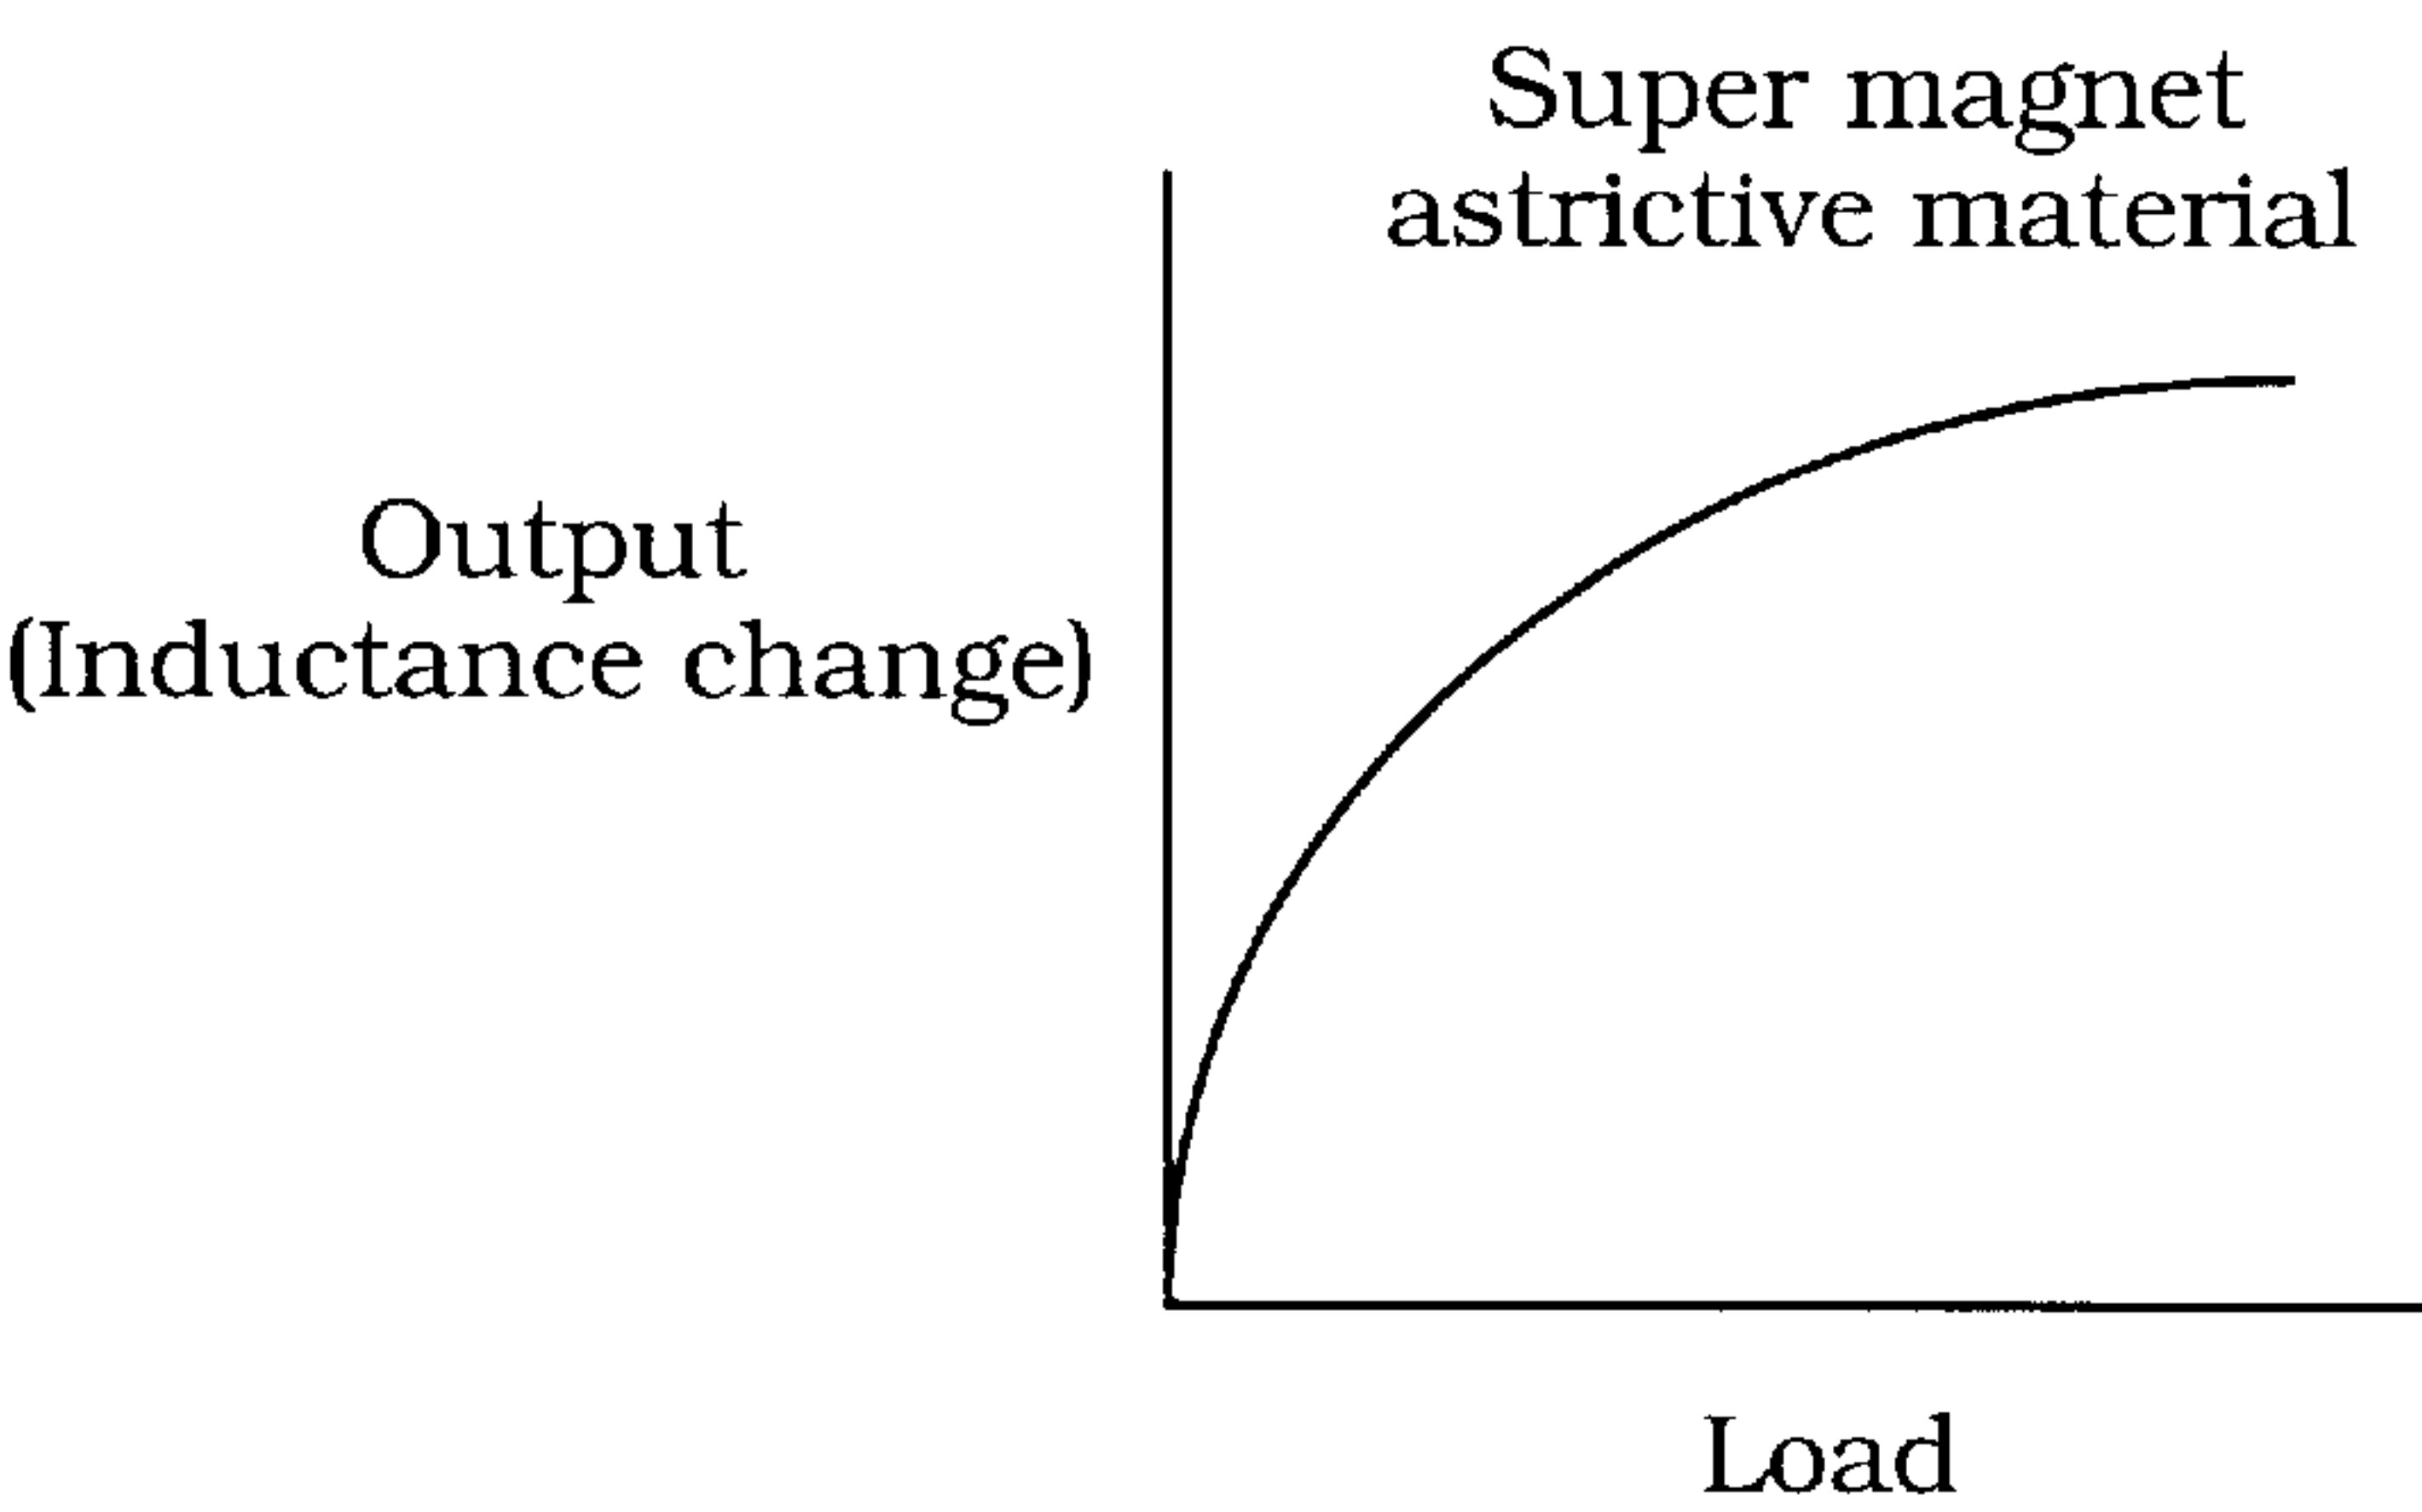 Super magnet
astrictive material
Output
(Inductance change)
Load